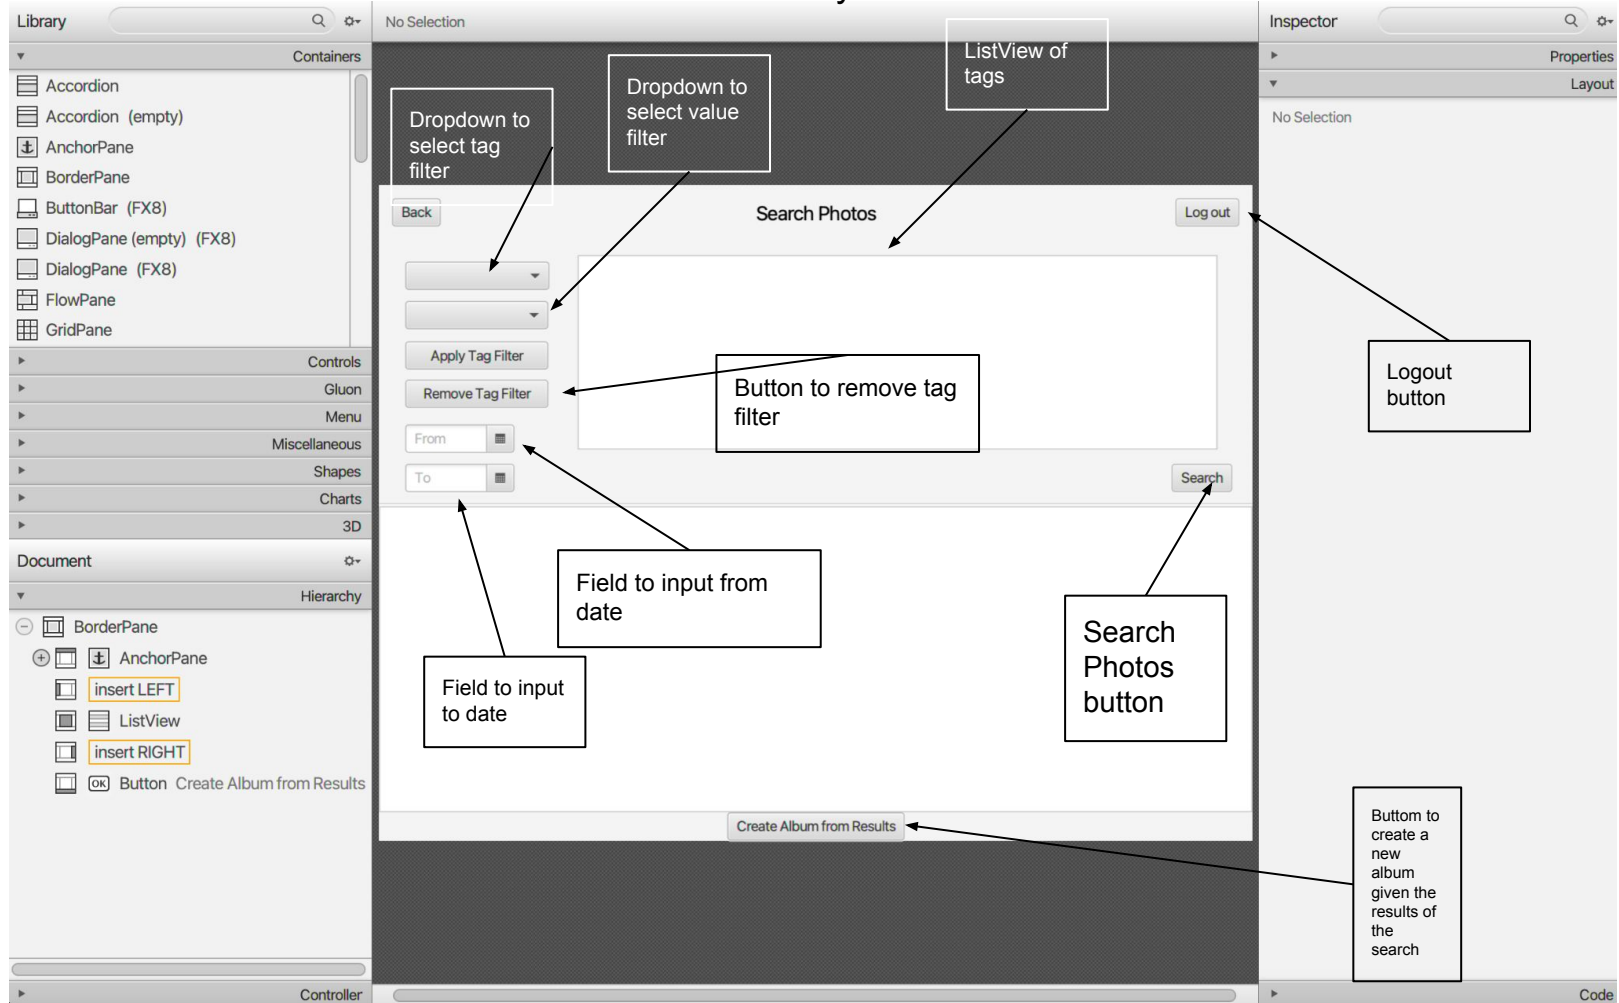 Library
No Selection
Inspector
Containers
Properties
Layout
No Selection
Accordion
Accordion (empty)
AnchorPane
BorderPane
ButtonBar (FX8)
DialogPane (empty) (FX8)
DialogPane (FX8)
FlowPane
GridPane
Controls
Gluon
Menu
Miscellaneous
Shapes
Charts
3D
Document
Hierarchy
BorderPane
AnchorPane
insert LEFT
ListView
insert RIGHT
OK Button Create Album from Results
Controller
Dropdown to
select tag
filter
Dropdown to
select value
filter
ListView of
tags
Back
Search Photos
Log out
Apply Tag Filter
Remove Tag Filter
From
To
Button to remove tag
filter
Search
Logout
button
Field to input from
date
Field to input
to date
Search
Photos
button
Create Album from Results
Buttom to
create a
new
album
given the
results of
the
search
Code